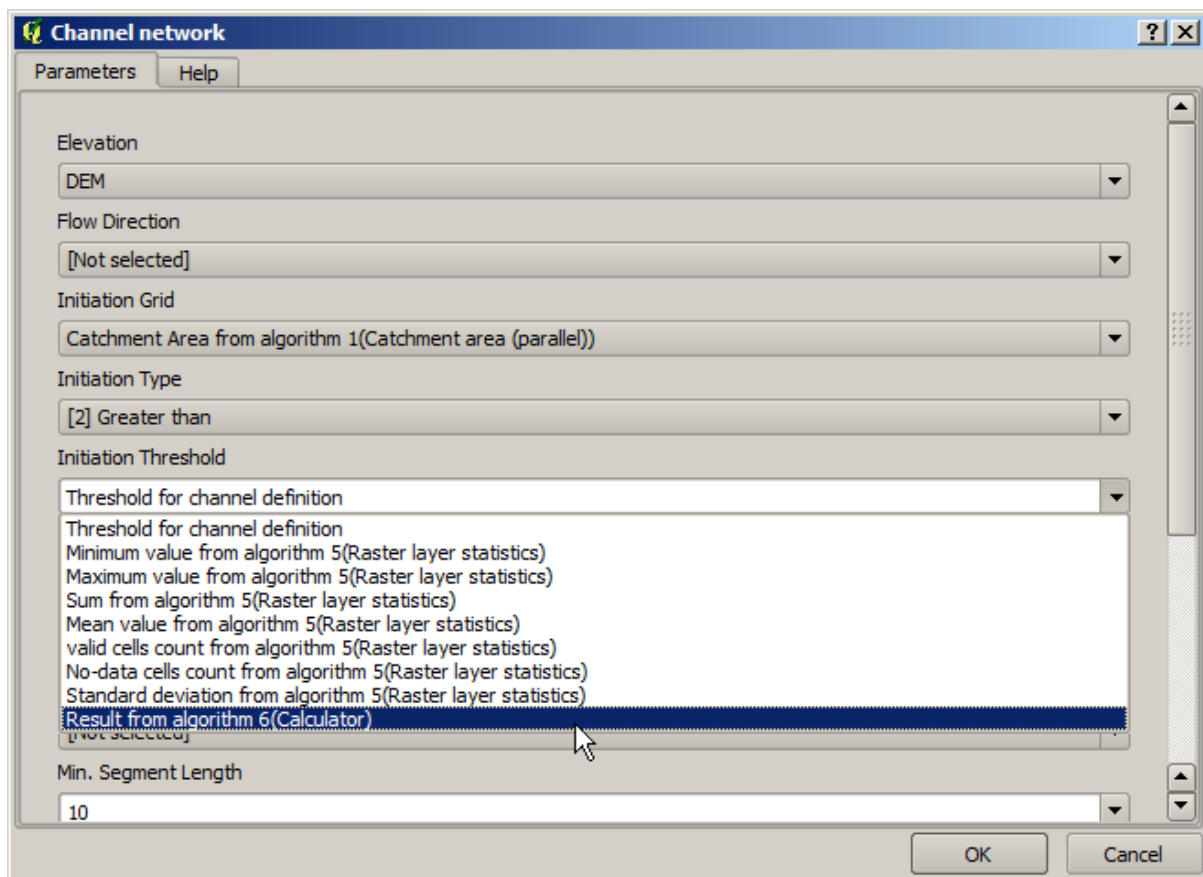 Channel network
Parameters Help
Elevation
DEM
Flow Direction
[Not selected]
Initiation Grid
Catchment Area from algorithm 1(Catchment area (parallel))
Initiation Type
[2] Greater than
Initiation Threshold
Threshold for channel definition
Threshold for channel definition
Minimum value from algorithm 5(Raster layer statistics)
Maximum value from algorithm 5(Raster layer statistics)
Sum from algorithm 5(Raster layer statistics)
Mean value from algorithm 5(Raster layer statistics)
valid cells count from algorithm 5(Raster layer statistics)
No-data cells count from algorithm 5(Raster layer statistics)
Standard deviation from algorithm 5(Raster layer statistics)
Result from algorithm 6(Calculator)
[Not selected]
Min. Segment Length
10
OK Cancel